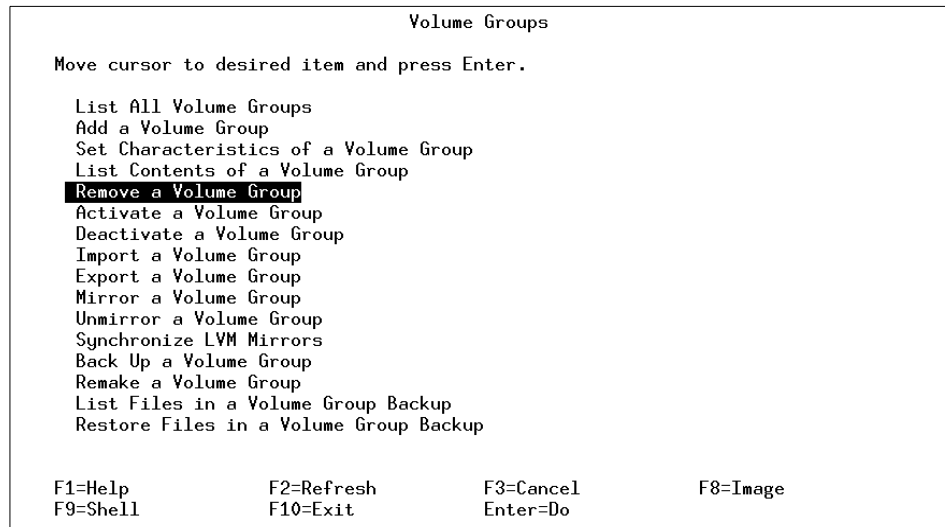 Volume Groups
Move cursor to desired item and press Enter.
List All Volume Groups
Add a Volume Group
Set Characteristics of a Volume Group
List Contents of a Volume Group
Remove a Volume Group
Activate a Volume Group
Deactivate a Volume Group
Import a Volume Group
Export a Volume Group
Mirror a Volume Group
Unmirror a Volume Group
Synchronize LVM Mirrors
Back Up a Volume Group
Remake a Volume Group
List Files in a Volume Group Backup
Restore Files in a Volume Group Backup
F1=Help F2=Refresh F3=Cancel F8=Image
F9=Shell F10=Exit Enter=Do